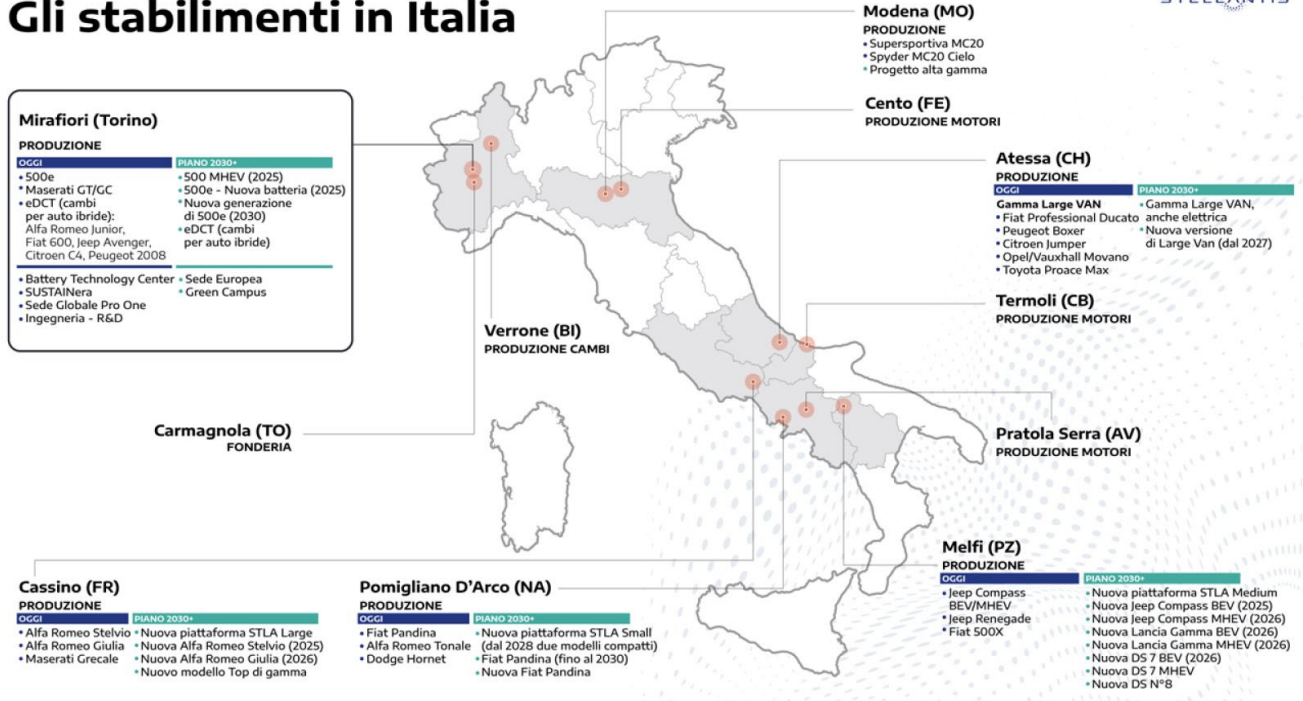 Gli stabilimenti in Italia
STELLANTIS
Modena (MO)
PRODUZIONE
• Supersportiva MC20
• Spyder MC20 Cielo
• Progetto alta gamma
Cento (FE)
PRODUZIONE MOTORI
Mirafiori (Torino)
PRODUZIONE
OGGI
• 500e
• Maserati GT/GC
• eDCT (cambi
per auto ibride):
Alfa Romeo Junior,
Fiat 600, Jeep Avenger,
Citroen C4, Peugeot 2008
• Battery Technology Center
• SUSTAINera
• Sede Globale Pro One
• Ingegneria - R&D
PIANO 2030+
• 500 MHEV (2025)
• 500e - Nuova batteria (2025)
• Nuova generazione
di 500e (2030)
• eDCT (cambi
per auto ibride)
• Sede Europea
• Green Campus
Atessa (CH)
PRODUZIONE
OGGI
Gamma Large VAN
• Fiat Professional Ducato
• Peugeot Boxer
• Citroen Jumper
• Opel/Vauxhall Movano
• Toyota Proace Max
PIANO 2030+
• Gamma Large VAN,
anche elettrica
• Nuova versione
di Large Van (dal 2027)
Termoli (CB)
PRODUZIONE MOTORI
Verrone (BI)
PRODUZIONE CAMBI
Carmagnola (TO)
FONDERIA
Pratola Serra (AV)
PRODUZIONE MOTORI
Cassino (FR)
PRODUZIONE
OGGI
• Alfa Romeo Stelvio
• Alfa Romeo Giulia
• Maserati Grecale
PIANO 2030+
• Nuova piattaforma STLA Large
• Nuova Alfa Romeo Stelvio (2025)
• Nuova Alfa Romeo Giulia (2026)
• Nuovo modello Top di gamma
Pomigliano D'Arco (NA)
PRODUZIONE
OGGI
• Fiat Pandina
• Alfa Romeo Tonale
• Dodge Hornet
PIANO 2030+
• Nuova piattaforma STLA Small
(dal 2028 due modelli compatti)
• Fiat Pandina (fino al 2030)
• Nuova Fiat Pandina
Melfi (PZ)
PRODUZIONE
OGGI
• Jeep Compass
BEV/MHEV
• Jeep Renegade
• Fiat 500X
PIANO 2030+
• Nuova piattaforma STLA Medium
• Nuova Jeep Compass BEV (2025)
• Nuova Jeep Compass MHEV (2026)
• Nuova Lancia Gamma BEV (2026)
• Nuova Lancia Gamma MHEV (2026)
• Nuova DS 7 BEV (2026)
• Nuova DS 7 MHEV
• Nuova DS N°8